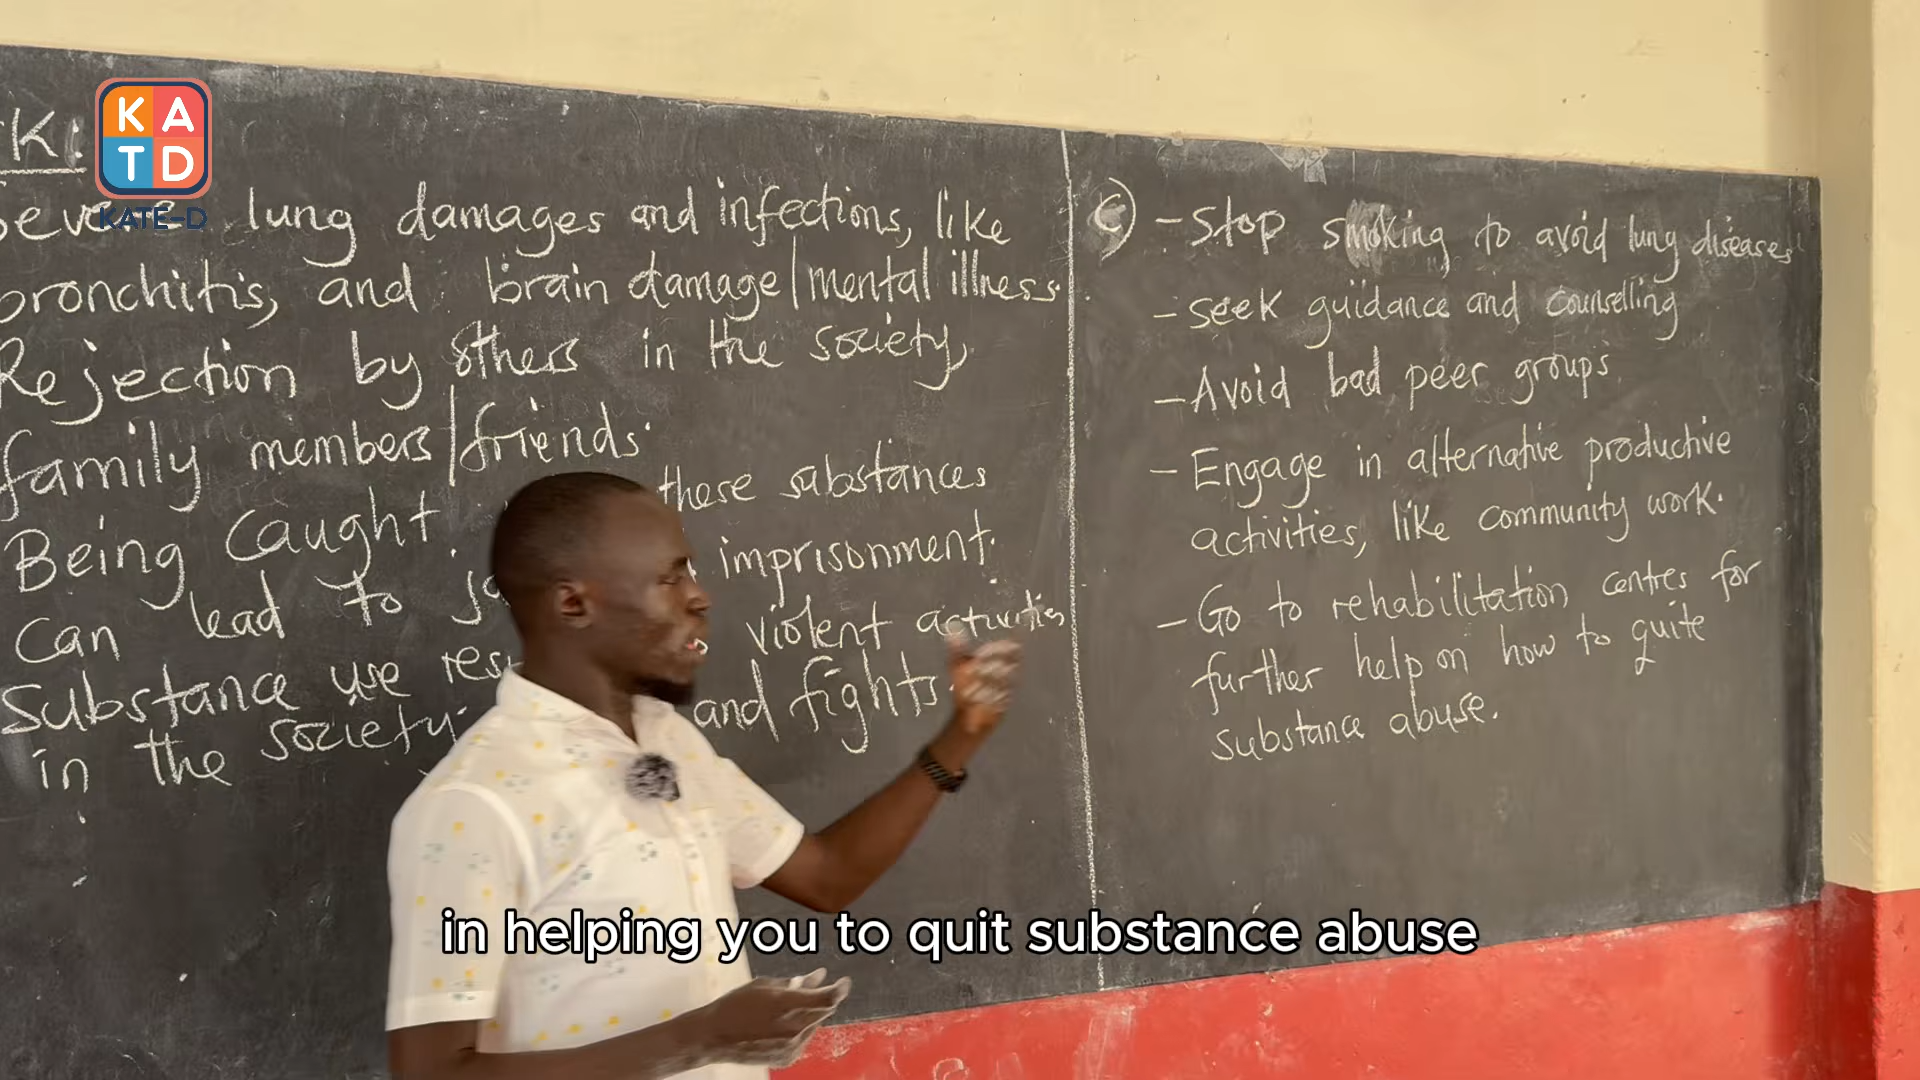 K A
T D
KATE-D
K:
Severe lung damages and infections, like
bronchitis, and brain damage/mental illness.
Rejection by others in the society,
family members/friends.
Being caught these substances
can lead to imprisonment.
Substance use violent activities
in the society. and fights.
C) - Stop smoking to avoid lung diseases
- Seek guidance and counselling
- Avoid bad peer groups.
- Engage in alternative productive
activities, like community work.
- Go to rehabilitation centres for
further help on how to quite
substance abuse.
in helping you to quit substance abuse